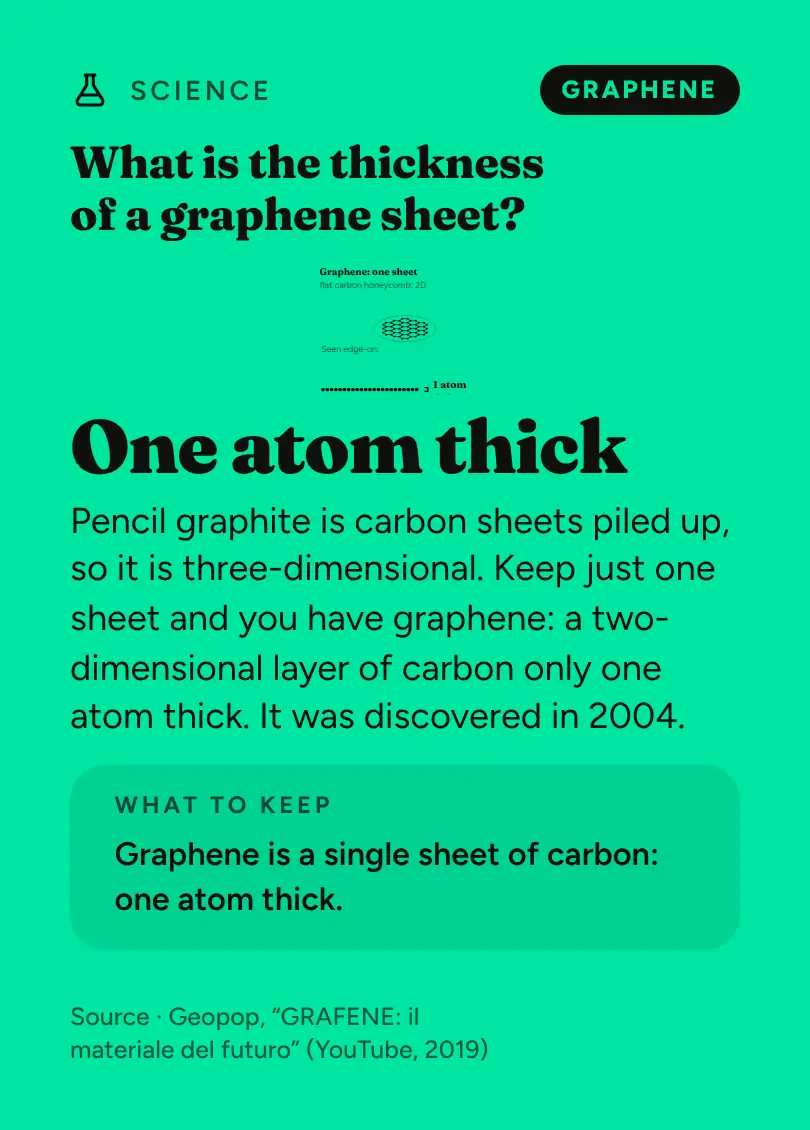 SCIENCE
GRAPHENE
What is the thickness
of a graphene sheet?
Graphene: one sheet
flat carbon honeycomb: 2D
Seen edge-on:
1 atom
One atom thick
Pencil graphite is carbon sheets piled up,
so it is three-dimensional. Keep just one
sheet and you have graphene: a two-
dimensional layer of carbon only one
atom thick. It was discovered in 2004.
WHAT TO KEEP
Graphene is a single sheet of carbon:
one atom thick.
Source · Geopop, “GRAFENE: il
materiale del futuro” (YouTube, 2019)